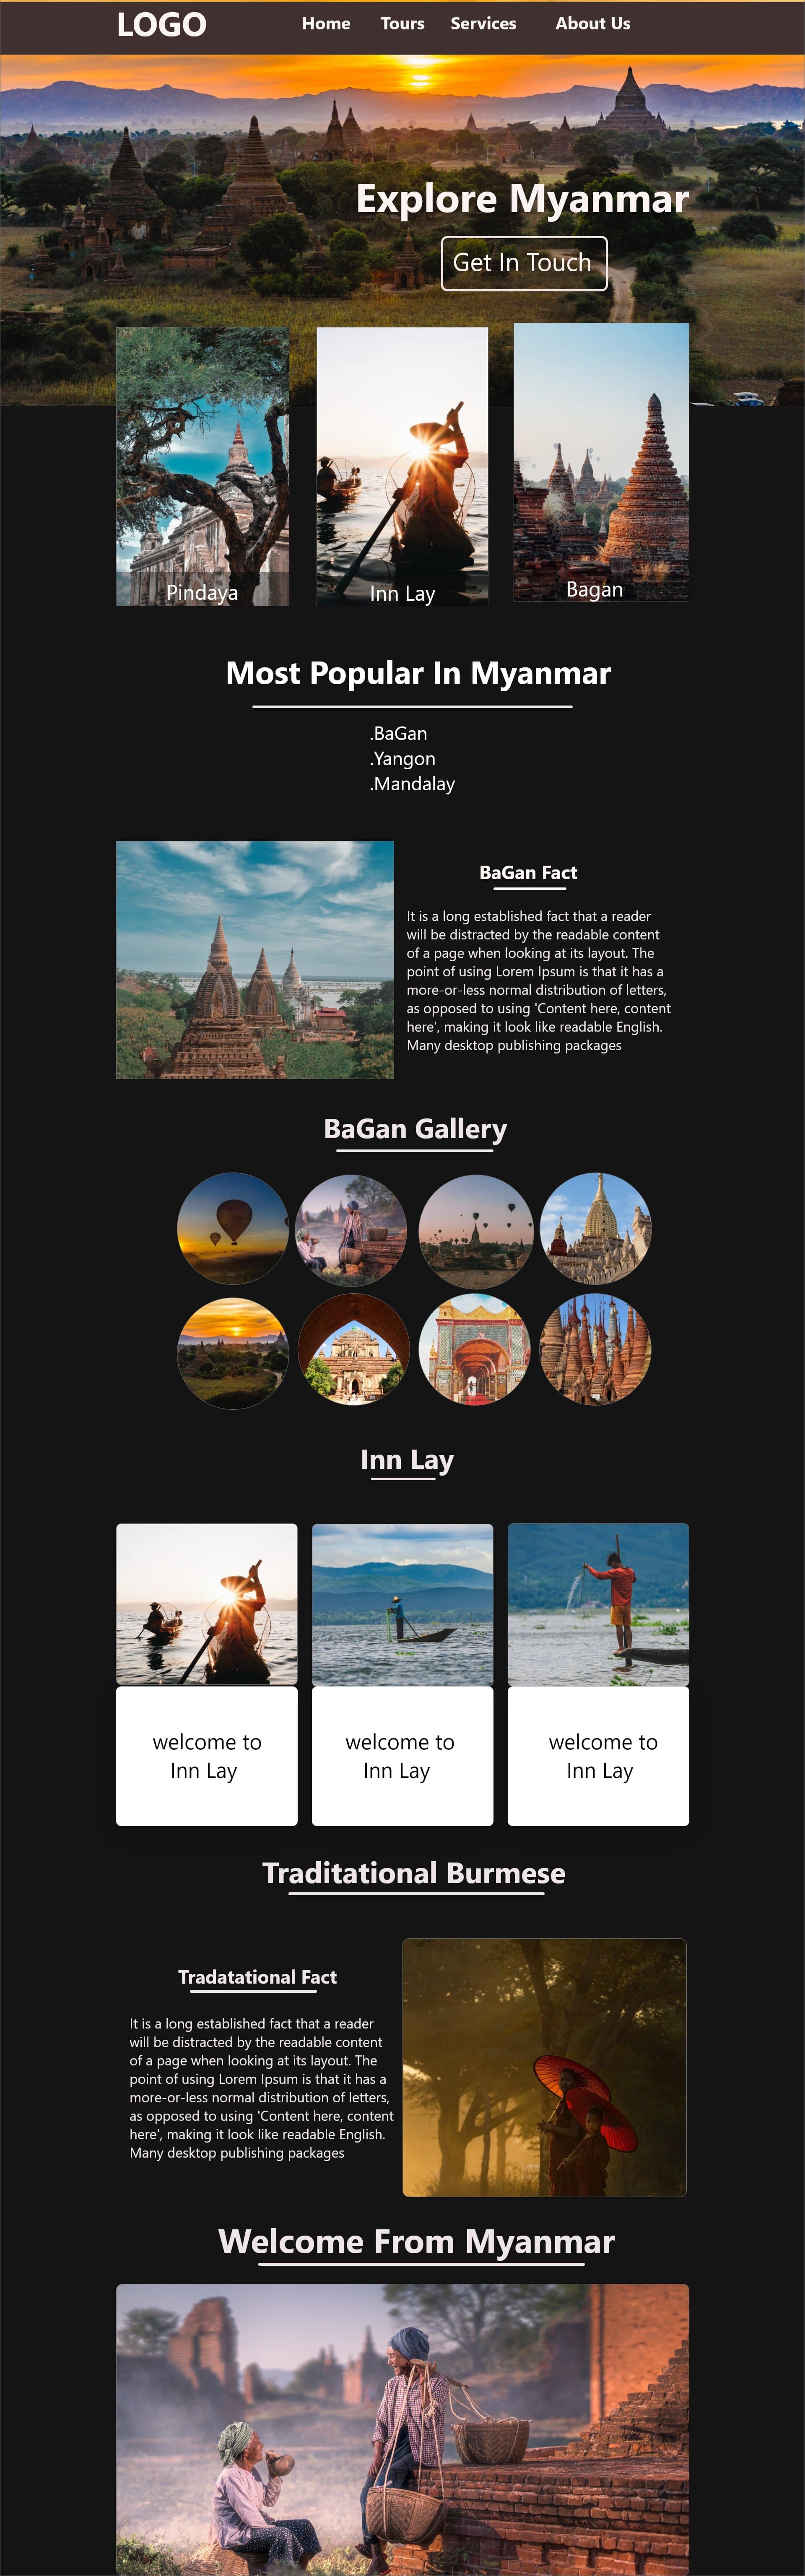 LOGO
Home Tours Services About Us
Explore Myanmar
Get In Touch
Pindaya
Inn Lay
Bagan
Most Popular In Myanmar
.BaGan
.Yangon
.Mandalay
BaGan Fact
It is a long established fact that a reader
will be distracted by the readable content
of a page when looking at its layout. The
point of using Lorem Ipsum is that it has a
more-or-less normal distribution of letters,
as opposed to using 'Content here, content
here', making it look like readable English.
Many desktop publishing packages
BaGan Gallery
Inn Lay
welcome to
Inn Lay
welcome to
Inn Lay
welcome to
Inn Lay
Traditational Burmese
Tradatational Fact
It is a long established fact that a reader
will be distracted by the readable content
of a page when looking at its layout. The
point of using Lorem Ipsum is that it has a
more-or-less normal distribution of letters,
as opposed to using 'Content here, content
here', making it look like readable English.
Many desktop publishing packages
Welcome From Myanmar